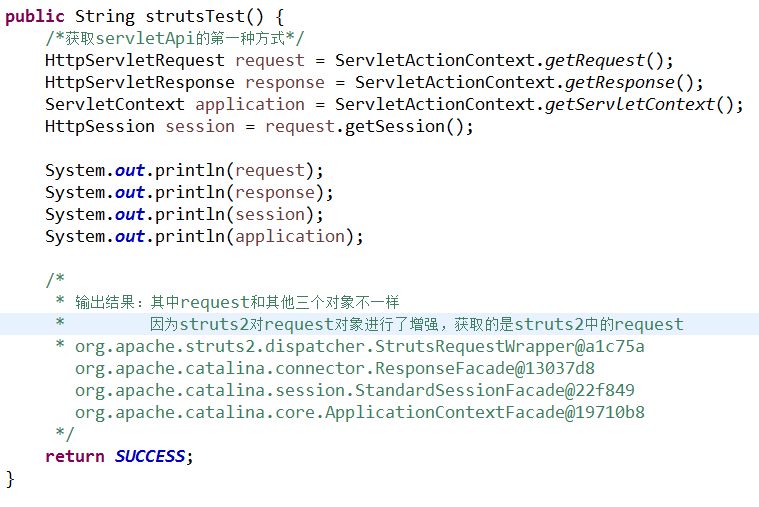 public String strutsTest() {
/*获取servletApi的第一种方式*/
HttpServletRequest request = ServletActionContext.getRequest();
HttpServletResponse response = ServletActionContext.getResponse();
ServletContext application = ServletActionContext.getServletContext();
HttpSession session = request.getSession();
System.out.println(request);
System.out.println(response);
System.out.println(session);
System.out.println(application);
/*
* 输出结果：其中request和其他三个对象不一样
* 因为struts2对request对象进行了增强，获取的是struts2中的request
* org.apache.struts2.dispatcher.StrutsRequestWrapper@a1c75a
org.apache.catalina.connector.ResponseFacade@13037d8
org.apache.catalina.session.StandardSessionFacade@22f849
org.apache.catalina.core.ApplicationContextFacade@19710b8
*/
return SUCCESS;
}